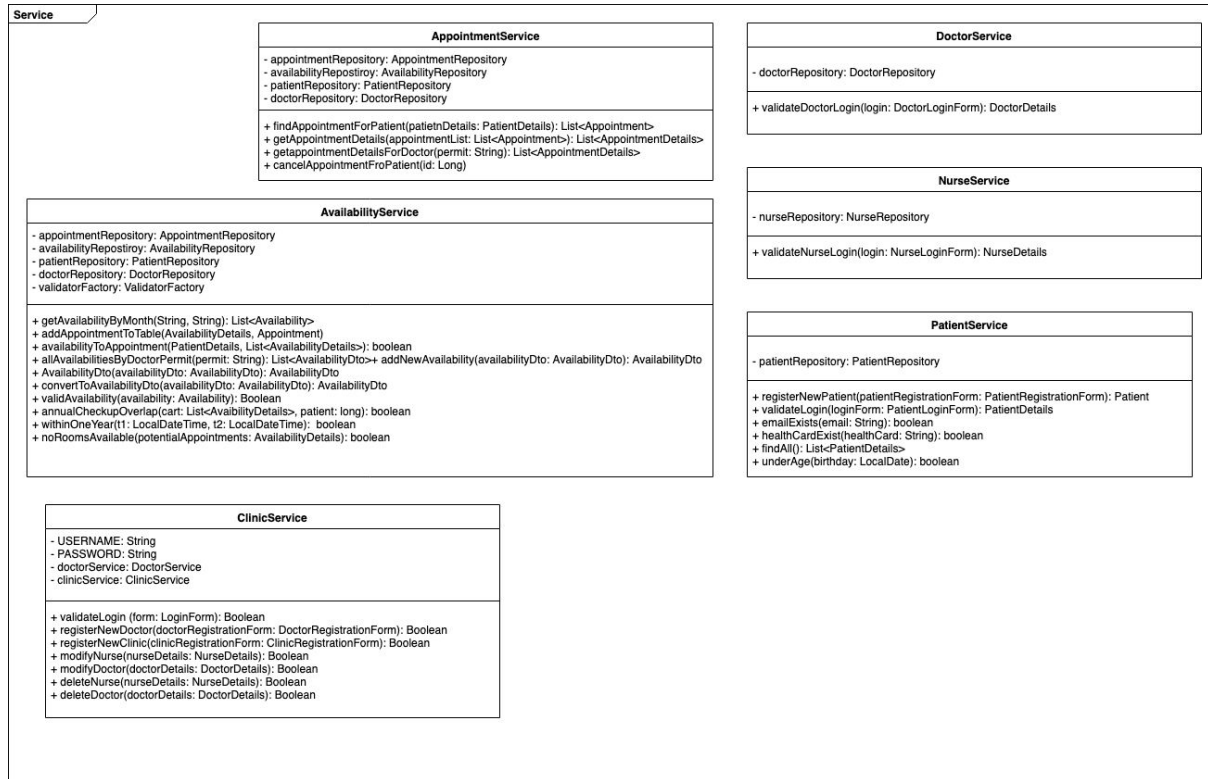 Service
AppointmentService
- appointmentRepository: AppointmentRepository
- availabilityRepostiroy: AvailabilityRepository
- patientRepository: PatientRepository
- doctorRepository: DoctorRepository
+ findAppointmentForPatient(patietnDetails: PatientDetails): List<Appointment>
+ getAppointmentDetails(appointmentList: List<Appointment>): List<AppointmentDetails>
+ getappointmentDetailsForDoctor(permit: String): List<AppointmentDetails>
+ cancelAppointmentFroPatient(id: Long)
DoctorService
- doctorRepository: DoctorRepository
+ validateDoctorLogin(login: DoctorLoginForm): DoctorDetails
NurseService
- nurseRepository: NurseRepository
+ validateNurseLogin(login: NurseLoginForm): NurseDetails
AvailabilityService
- appointmentRepository: AppointmentRepository
- availabilityRepostiroy: AvailabilityRepository
- patientRepository: PatientRepository
- doctorRepository: DoctorRepository
- validatorFactory: ValidatorFactory
+ getAvailabilityByMonth(String, String): List<Availability>
+ addAppointmentToTable(AvailabilityDetails, Appointment)
+ availabilityToAppointment(PatientDetails, List<AvailabilityDetails>): boolean
+ allAvailabilitiesByDoctorPermit(permit: String): List<AvailabilityDto>+ addNewAvailability(availabilityDto: AvailabilityDto): AvailabilityDto
+ AvailabilityDto(availabilityDto: AvailabilityDto): AvailabilityDto
+ convertToAvailabilityDto(availabilityDto: AvailabilityDto): AvailabilityDto
+ validAvailability(availability: Availability): Boolean
+ annualCheckupOverlap(cart: List<AvaibilityDetails>, patient: long): boolean
+ withinOneYear(t1: LocalDateTime, t2: LocalDateTime): boolean
+ noRoomsAvailable(potentialAppointments: AvailabilityDetails): boolean
PatientService
- patientRepository: PatientRepository
+ registerNewPatient(patientRegistrationForm: PatientRegistrationForm): Patient
+ validateLogin(loginForm: PatientLoginForm): PatientDetails
+ emailExists(email: String): boolean
+ healthCardExist(healthCard: String): boolean
+ findAll(): List<PatientDetails>
+ underAge(birthday: LocalDate): boolean
ClinicService
- USERNAME: String
- PASSWORD: String
- doctorService: DoctorService
- clinicService: ClinicService
+ validateLogin (form: LoginForm): Boolean
+ registerNewDoctor(doctorRegistrationForm: DoctorRegistrationForm): Boolean
+ registerNewClinic(clinicRegistrationForm: ClinicRegistrationForm): Boolean
+ modifyNurse(nurseDetails: NurseDetails): Boolean
+ modifyDoctor(doctorDetails: DoctorDetails): Boolean
+ deleteNurse(nurseDetails: NurseDetails): Boolean
+ deleteDoctor(doctorDetails: DoctorDetails): Boolean